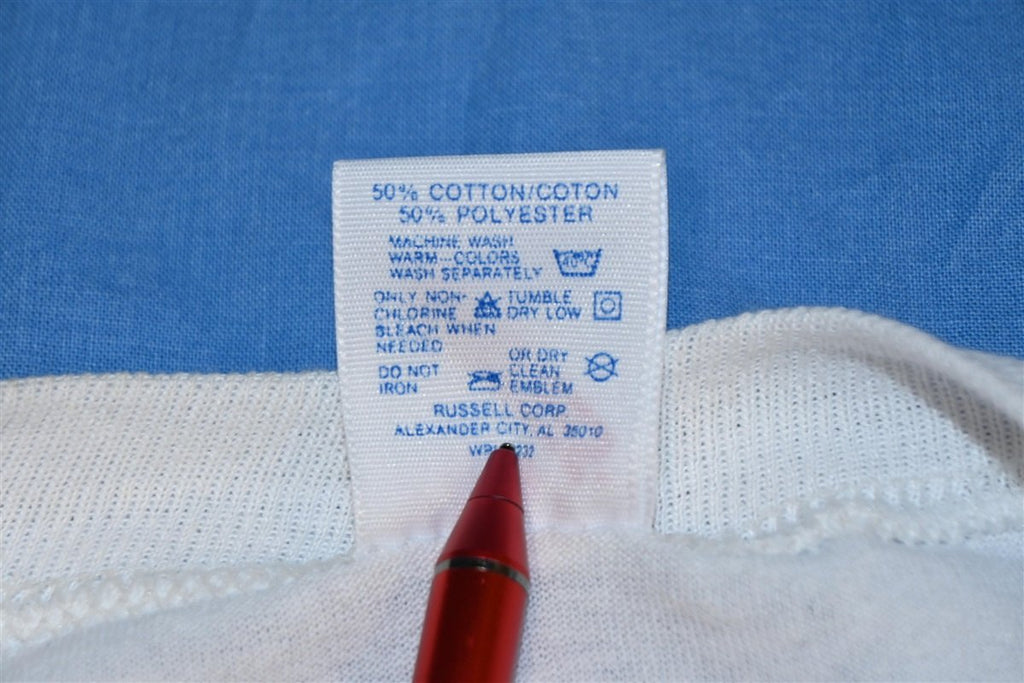 50% COTTON/COTON
50% POLYESTER
MACHINE WASH
WARM-COLORS
WASH SEPARATELY
ONLY NON-
CHLORINE
BLEACH WHEN
NEEDED
TUMBLE
DRY LOW
DO NOT
IRON
OR DRY
CLEAN
EMBLEM
RUSSELL CORP
ALEXANDER CITY, AL 35010